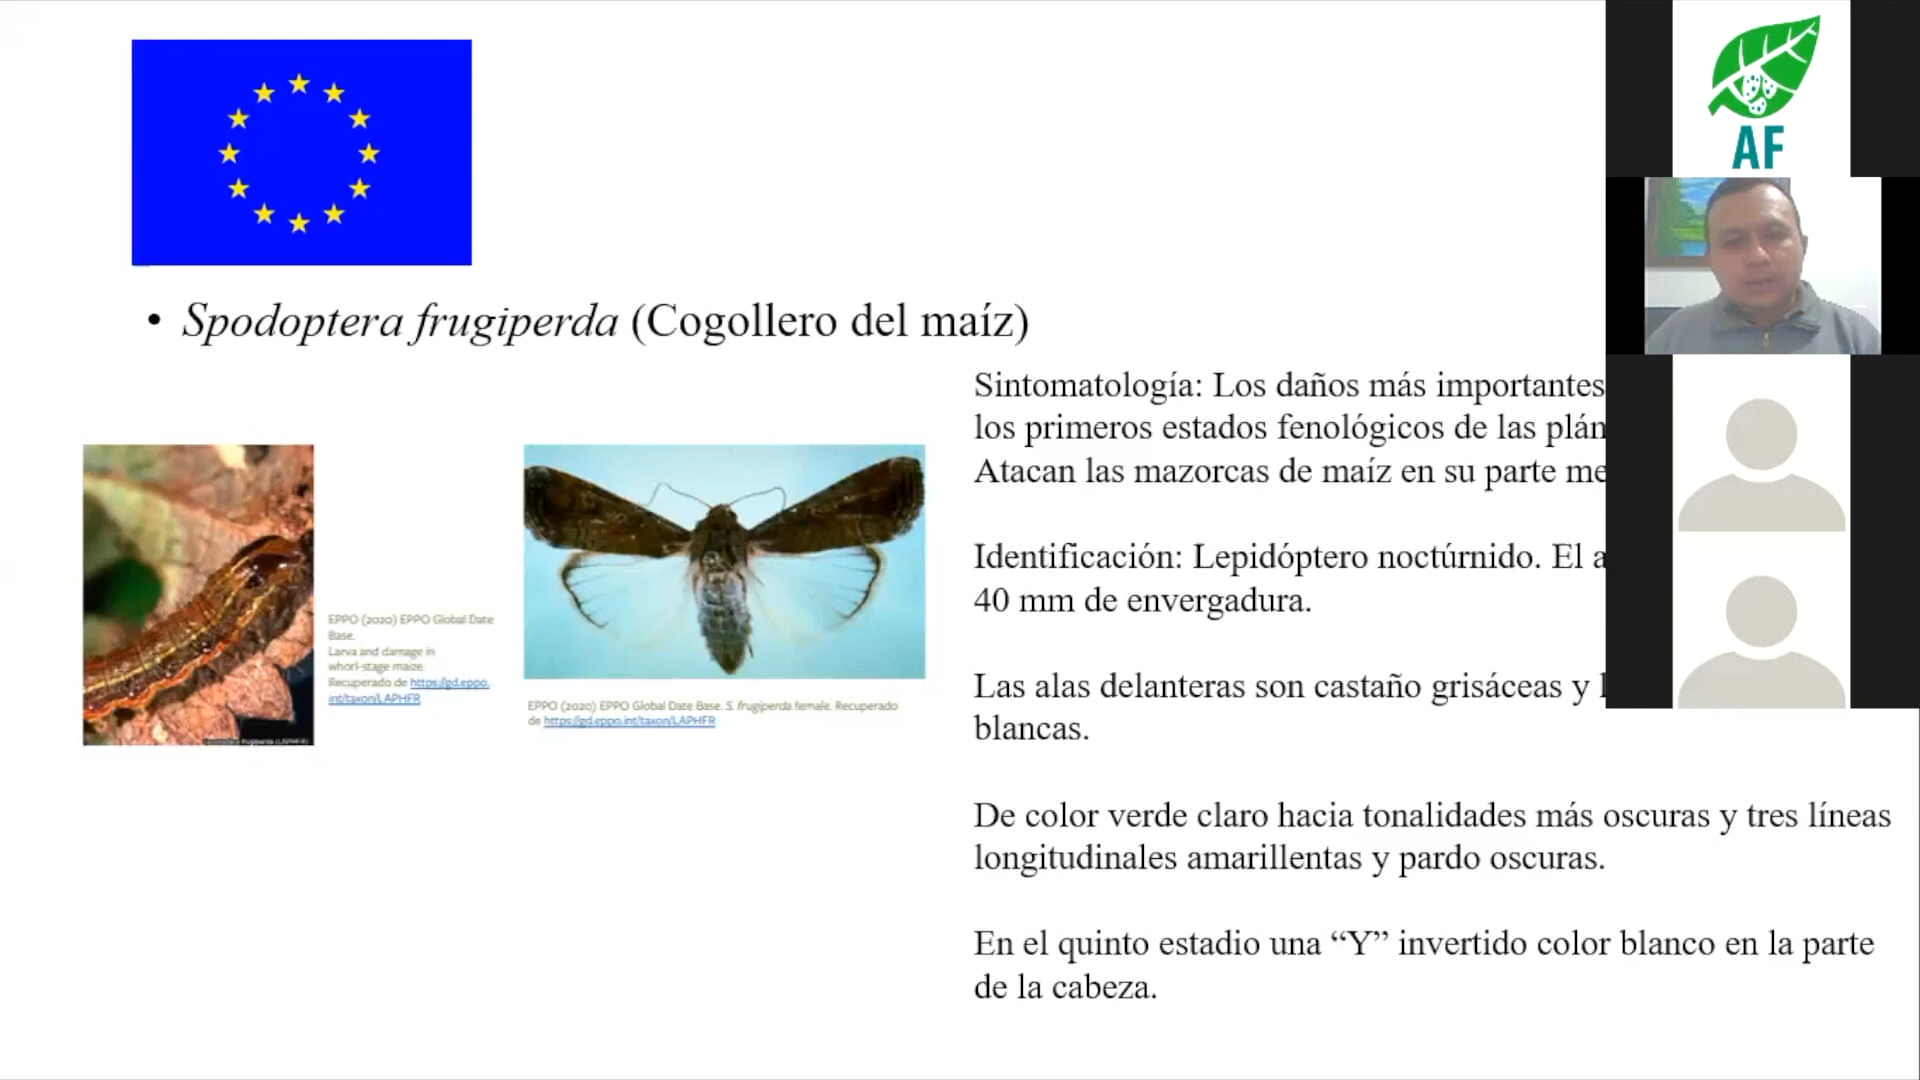 AF
• Spodoptera frugiperda (Cogollero del maíz)
Sintomatología: Los daños más importantes
los primeros estados fenológicos de las plán
Atacan las mazorcas de maíz en su parte me
Identificación: Lepidóptero noctúrnido. El a
40 mm de envergadura.
Las alas delanteras son castaño grisáceas y l
blancas.
De color verde claro hacia tonalidades más oscuras y tres líneas
longitudinales amarillentas y pardo oscuras.
En el quinto estadio una “Y” invertido color blanco en la parte
de la cabeza.
EPPO (2020) EPPO Global Date
Base.
Larva and damage in
whorl-stage maize.
Recuperado de https://gd.eppo.
int/taxon/LAPHFR
EPPO (2020) EPPO Global Date Base. S. frugiperda female. Recuperado
de https://gd.eppo.int/taxon/LAPHFR